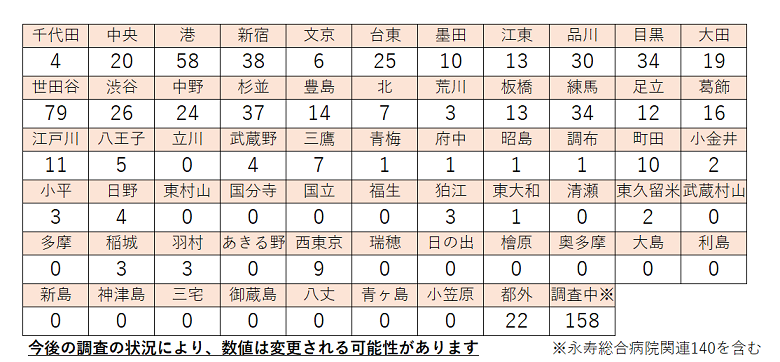 千代田 中央 港 新宿 文京 台東 墨田 江東 品川 目黒 大田
4 20 58 38 6 25 10 13 30 34 19
世田谷 渋谷 中野 杉並 豊島 北 荒川 板橋 練馬 足立 葛飾
79 26 24 37 14 7 3 13 34 12 16
江戸川 八王子 立川 武蔵野 三鷹 青梅 府中 昭島 調布 町田 小金井
11 5 0 4 7 1 1 1 1 10 2
小平 日野 東村山 国分寺 国立 福生 狛江 東大和 清瀬 東久留米 武蔵村山
3 4 0 0 0 0 3 1 0 2 0
多摩 稲城 羽村 あきる野 西東京 瑞穂 日の出 檜原 奥多摩 大島 利島
0 3 3 0 9 0 0 0 0 0 0
新島 神津島 三宅 御蔵島 八丈 青ヶ島 小笠原 都外 調査中※
0 0 0 0 0 0 0 22 158
今後の調査の状況により、数値は変更される可能性があります ※永寿総合病院関連140を含む